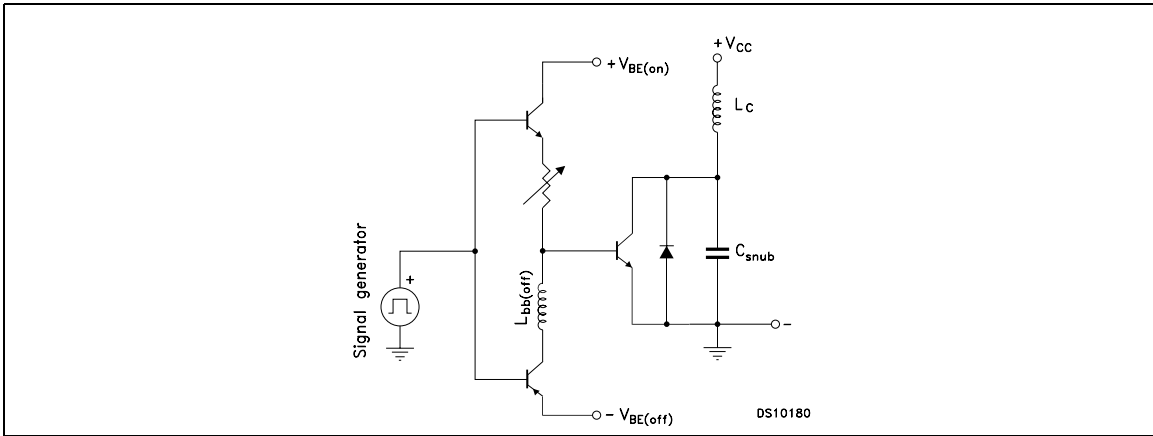 + V_CC
+ V_BE(on)
L_C
Signal generator
+
L_bb(off)
C_snub
-
- V_BE(off)
DS10180